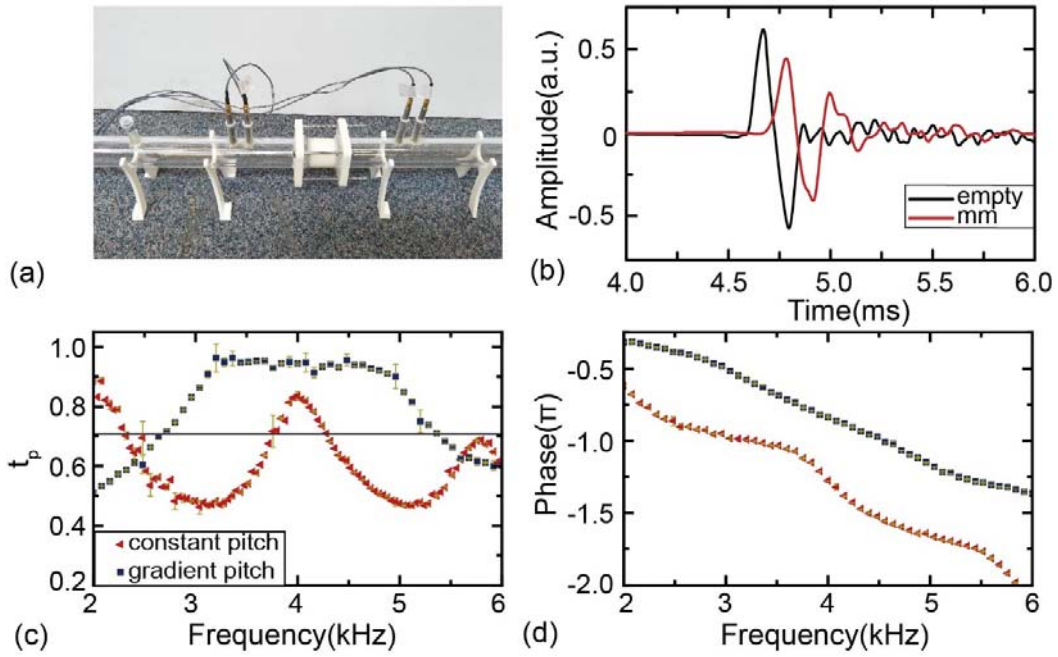 (a)
0.5
0
-0.5
Amplitude(a.u.)
empty
mm
4.0 4.5 5.0 5.5 6.0
Time(ms)
(b)
1.0
0.8
0.6
0.4
0.2
t_p
constant pitch
gradient pitch
2 3 4 5 6
Frequency(kHz)
(c)
-0.5
-1.0
-1.5
-2.0
Phase(π)
2 3 4 5 6
Frequency(kHz)
(d)